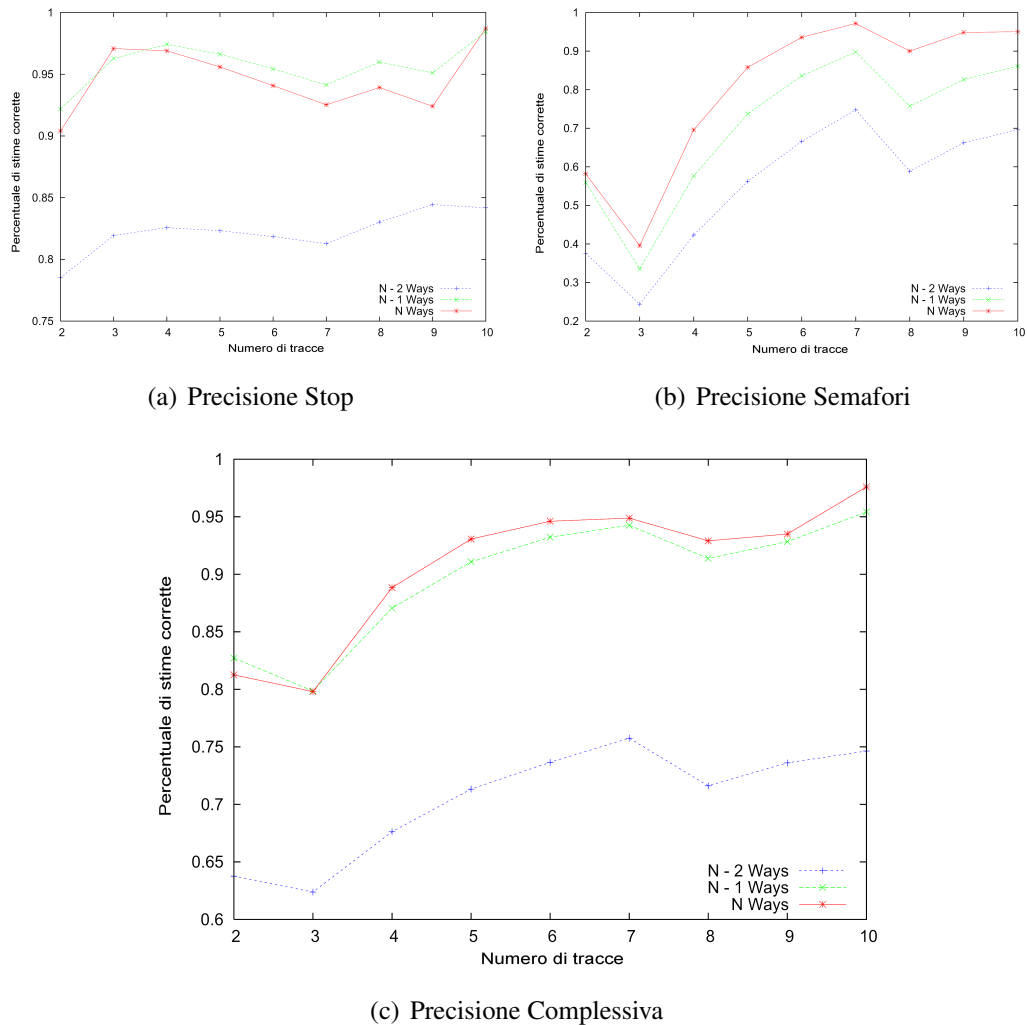 1
0.95
0.9
0.85
0.8
0.75
2 3 4 5 6 7 8 9 10
Percentuale di stime corrette
Numero di tracce
N - 2 Ways
N - 1 Ways
N Ways
(a) Precisione Stop
1
0.9
0.8
0.7
0.6
0.5
0.4
0.3
0.2
2 3 4 5 6 7 8 9 10
Percentuale di stime corrette
Numero di tracce
N - 2 Ways
N - 1 Ways
N Ways
(b) Precisione Semafori
1
0.95
0.9
0.85
0.8
0.75
0.7
0.65
0.6
2 3 4 5 6 7 8 9 10
Percentuale di stime corrette
Numero di tracce
N - 2 Ways
N - 1 Ways
N Ways
(c) Precisione Complessiva